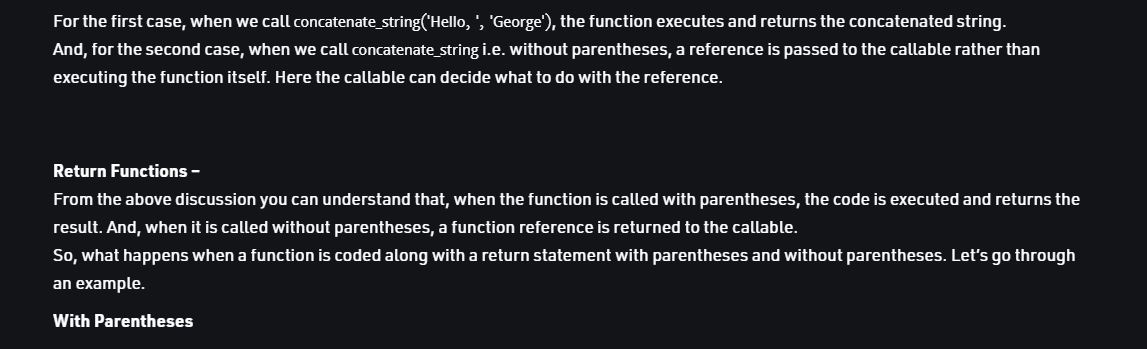 For the first case, when we call concatenate_string('Hello, ', 'George'), the function executes and returns the concatenated string.
And, for the second case, when we call concatenate_string i.e. without parentheses, a reference is passed to the callable rather than
executing the function itself. Here the callable can decide what to do with the reference.
Return Functions –
From the above discussion you can understand that, when the function is called with parentheses, the code is executed and returns the
result. And, when it is called without parentheses, a function reference is returned to the callable.
So, what happens when a function is coded along with a return statement with parentheses and without parentheses. Let’s go through
an example.
With Parentheses